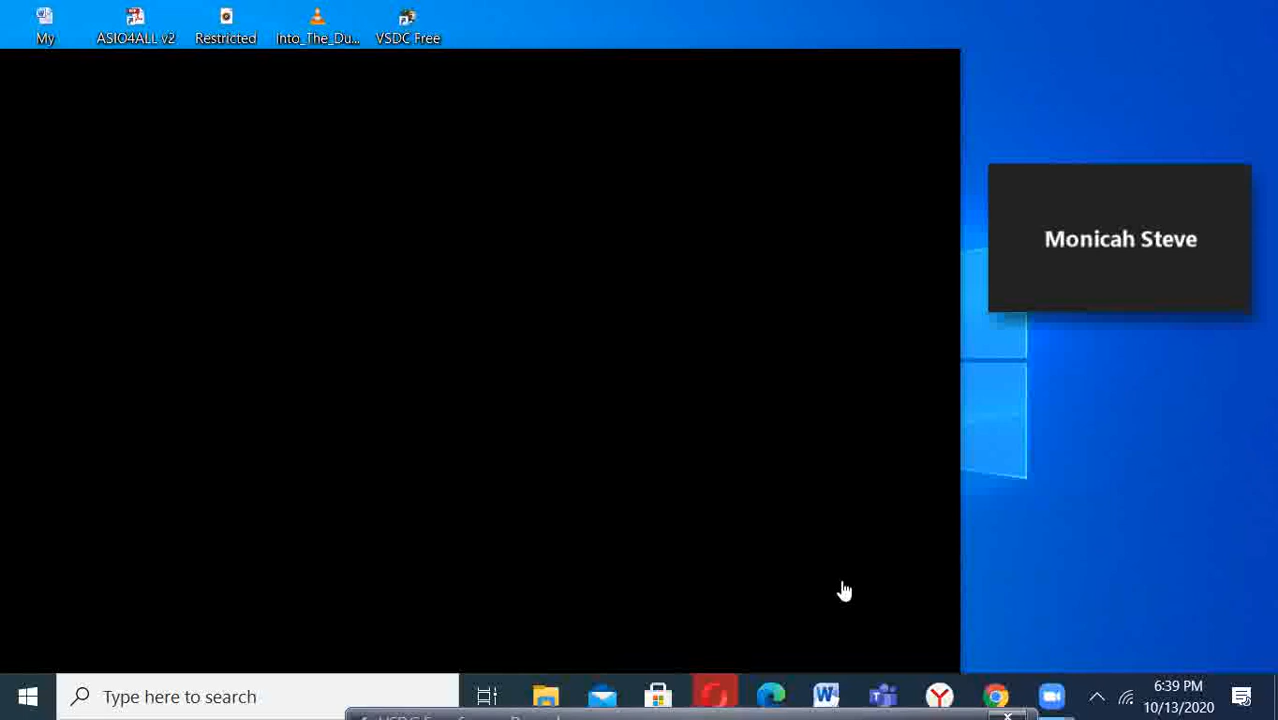 My
ASIO4ALL v2
Restricted
Into_The_Du...
VSDC Free
Monicah Steve
Type here to search
6:39 PM
10/13/2020